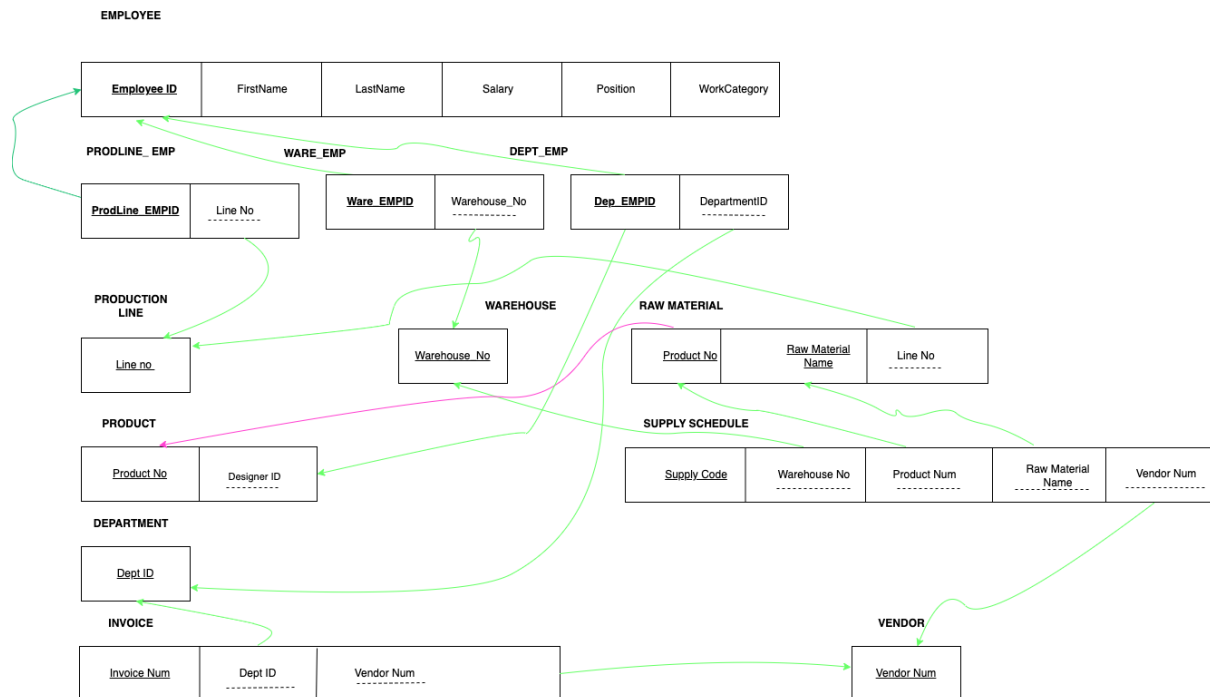 EMPLOYEE
Employee ID FirstName LastName Salary Position WorkCategory
PRODLINE_ EMP WARE_EMP DEPT_EMP
ProdLine_EMPID Line No Ware_EMPID Warehouse_No Dep_EMPID DepartmentID
PRODUCTION
LINE
WAREHOUSE RAW MATERIAL
Line no Warehouse_No Product No Raw Material
Name
Line No
PRODUCT SUPPLY SCHEDULE
Product No Designer ID Supply Code Warehouse No Product Num Raw Material
Name
Vendor Num
DEPARTMENT
Dept ID
INVOICE VENDOR
Invoice Num Dept ID Vendor Num Vendor Num